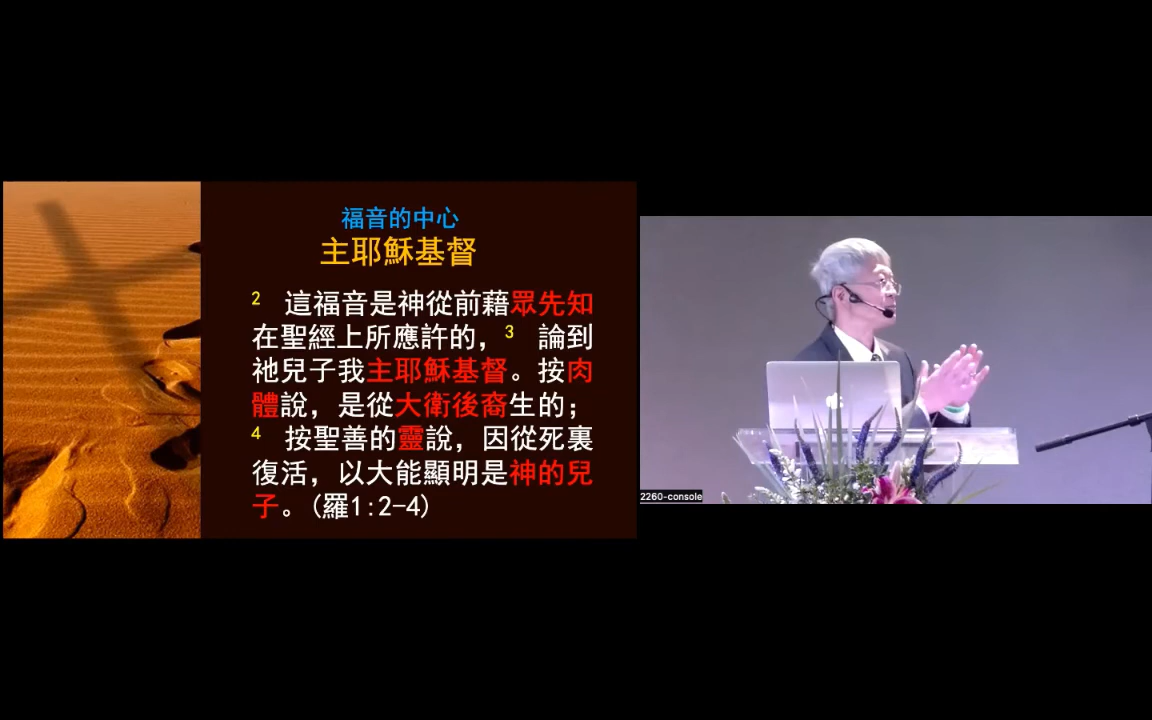 福音的中心
主耶穌基督
2 這福音是神從前藉眾先知
在聖經上所應許的，3 論到
祂兒子我主耶穌基督。按肉
體說，是從大衛後裔生的；
4 按聖善的靈說，因從死裏
復活，以大能顯明是神的兒
子。(羅1:2-4)
2260-console